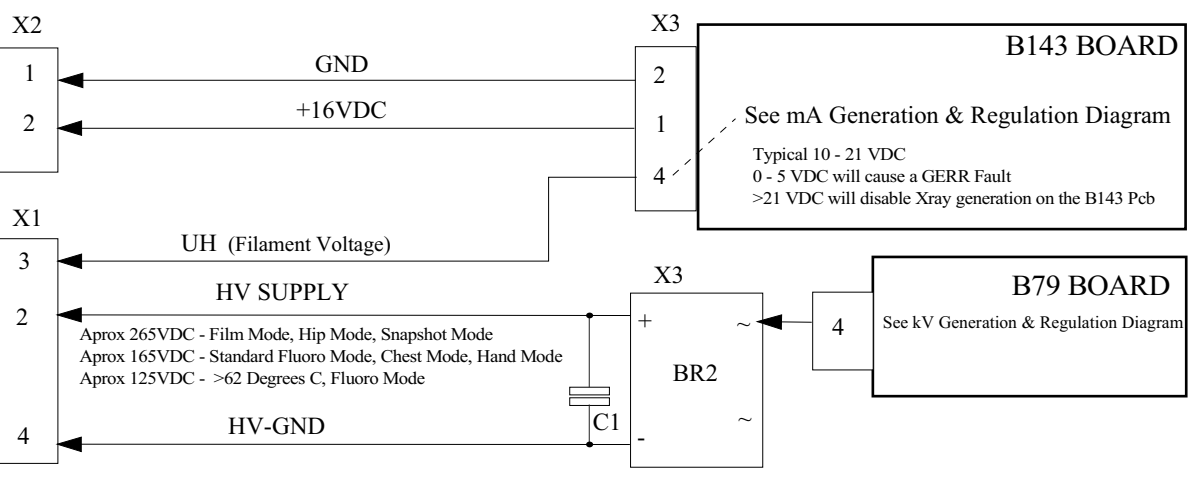 X2
X3
B143 BOARD
1
GND
2
2
+16VDC
1
See mA Generation & Regulation Diagram
Typical 10 - 21 VDC
4
0 - 5 VDC will cause a GERR Fault
>21 VDC will disable Xray generation on the B143 Pcb
X1
3
UH (Filament Voltage)
X3
B79 BOARD
2
HV SUPPLY
+
~
4
See kV Generation & Regulation Diagram
Aprox 265VDC - Film Mode, Hip Mode, Snapshot Mode
Aprox 165VDC - Standard Fluoro Mode, Chest Mode, Hand Mode
Aprox 125VDC - >62 Degrees C, Fluoro Mode
BR2
4
HV-GND
C1
-
~